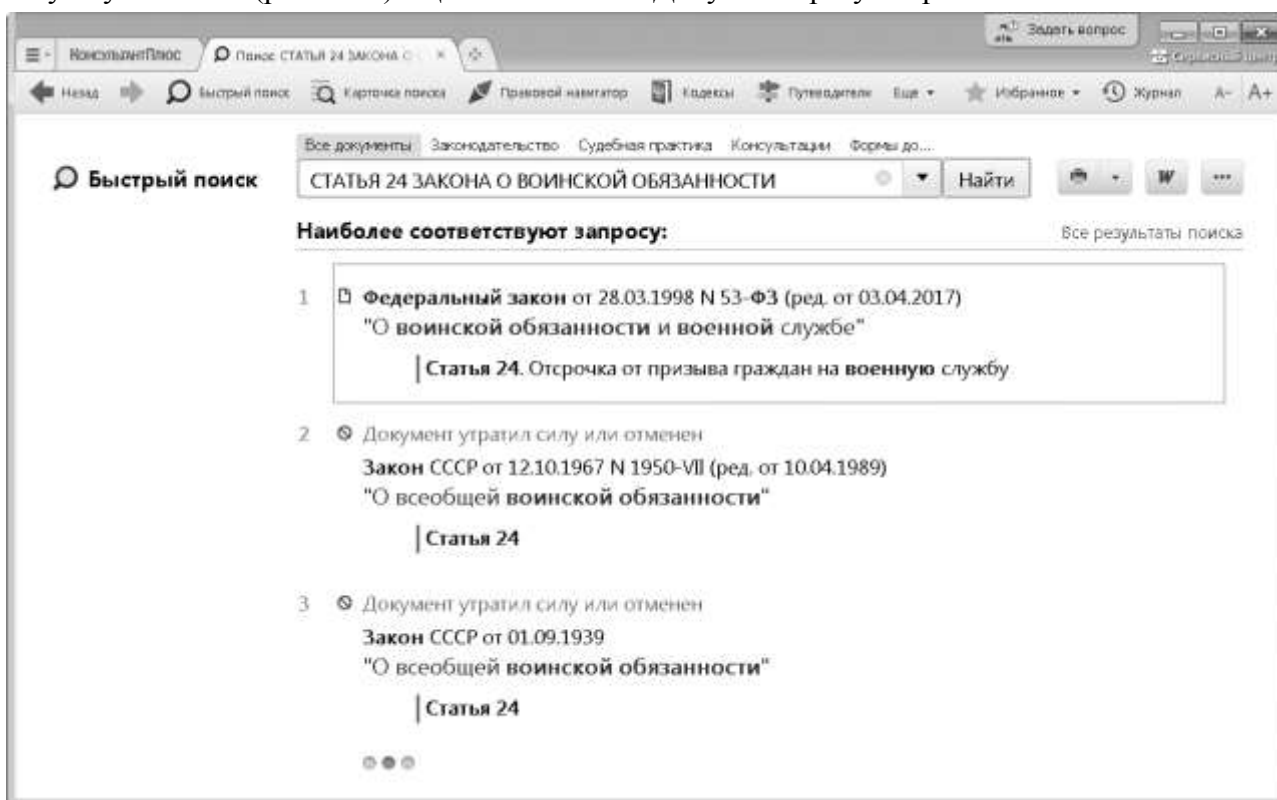 Задать вопрос
КонсультантПлюс Поиск: СТАТЬЯ 24 ЗАКОНА О
Назад Быстрый поиск Карточка поиска Правовой навигатор Кодексы Путеводители Еще Избранное Журнал A- A+
Все документы Законодательство Судебная практика Консультации Формы до...
Быстрый поиск СТАТЬЯ 24 ЗАКОНА О ВОИНСКОЙ ОБЯЗАННОСТИ Найти W
Наиболее соответствуют запросу: Все результаты поиска
1 Федеральный закон от 28.03.1998 N 53-ФЗ (ред. от 03.04.2017)
"О воинской обязанности и военной службе"
Статья 24. Отсрочка от призыва граждан на военную службу
2 Документ утратил силу или отменен
Закон СССР от 12.10.1967 N 1950-VII (ред. от 10.04.1989)
"О всеобщей воинской обязанности"
Статья 24
3 Документ утратил силу или отменен
Закон СССР от 01.09.1939
"О всеобщей воинской обязанности"
Статья 24